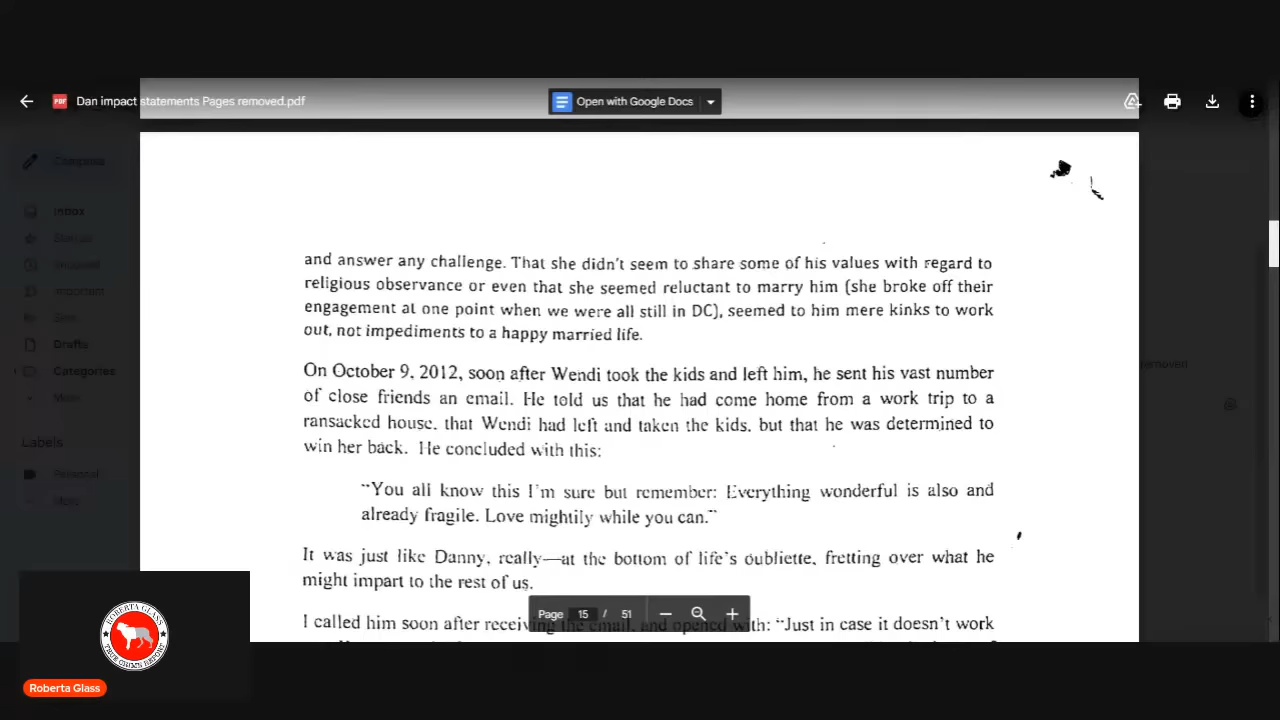 Dan impact statements Pages removed.pdf
Open with Google Docs
Compose
Inbox
Starred
Snoozed
Important
Sent
Drafts
Categories
More
Labels
Personal
More
removed
and answer any challenge. That she didn't seem to share some of his values with regard to
religious observance or even that she seemed reluctant to marry him (she broke off their
engagement at one point when we were all still in DC), seemed to him mere kinks to work
out, not impediments to a happy married life.
On October 9, 2012, soon after Wendi took the kids and left him, he sent his vast number
of close friends an email. He told us that he had come home from a work trip to a
ransacked house, that Wendi had left and taken the kids, but that he was determined to
win her back. He concluded with this:
"You all know this I'm sure but remember: Everything wonderful is also and
already fragile. Love mightily while you can."
It was just like Danny, really—at the bottom of life's oubliette, fretting over what he
might impart to the rest of us.
I called him soon after receiving the email, and opened with: "Just in case it doesn't work
Page 15 / 51
ROBERTA GLASS
TRUE CRIME REPORT
Roberta Glass